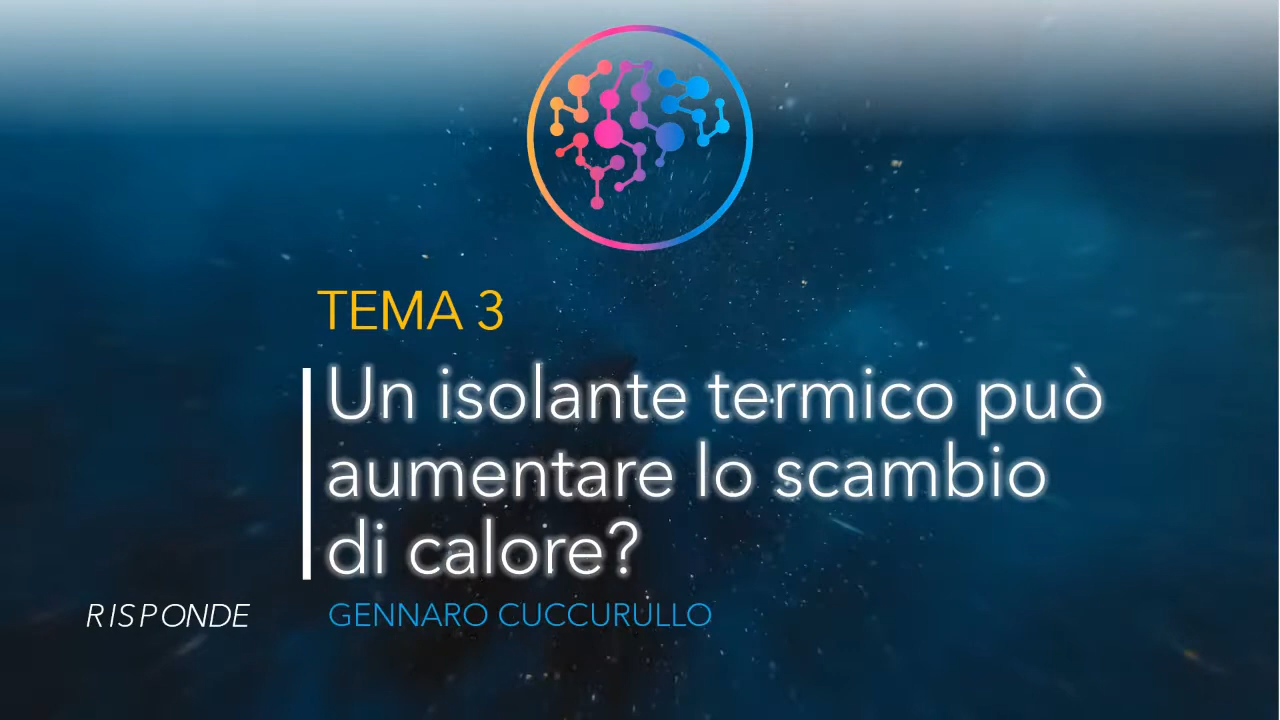 TEMA 3
Un isolante termico può
aumentare lo scambio
di calore?
RISPONDE GENNARO CUCCURULLO